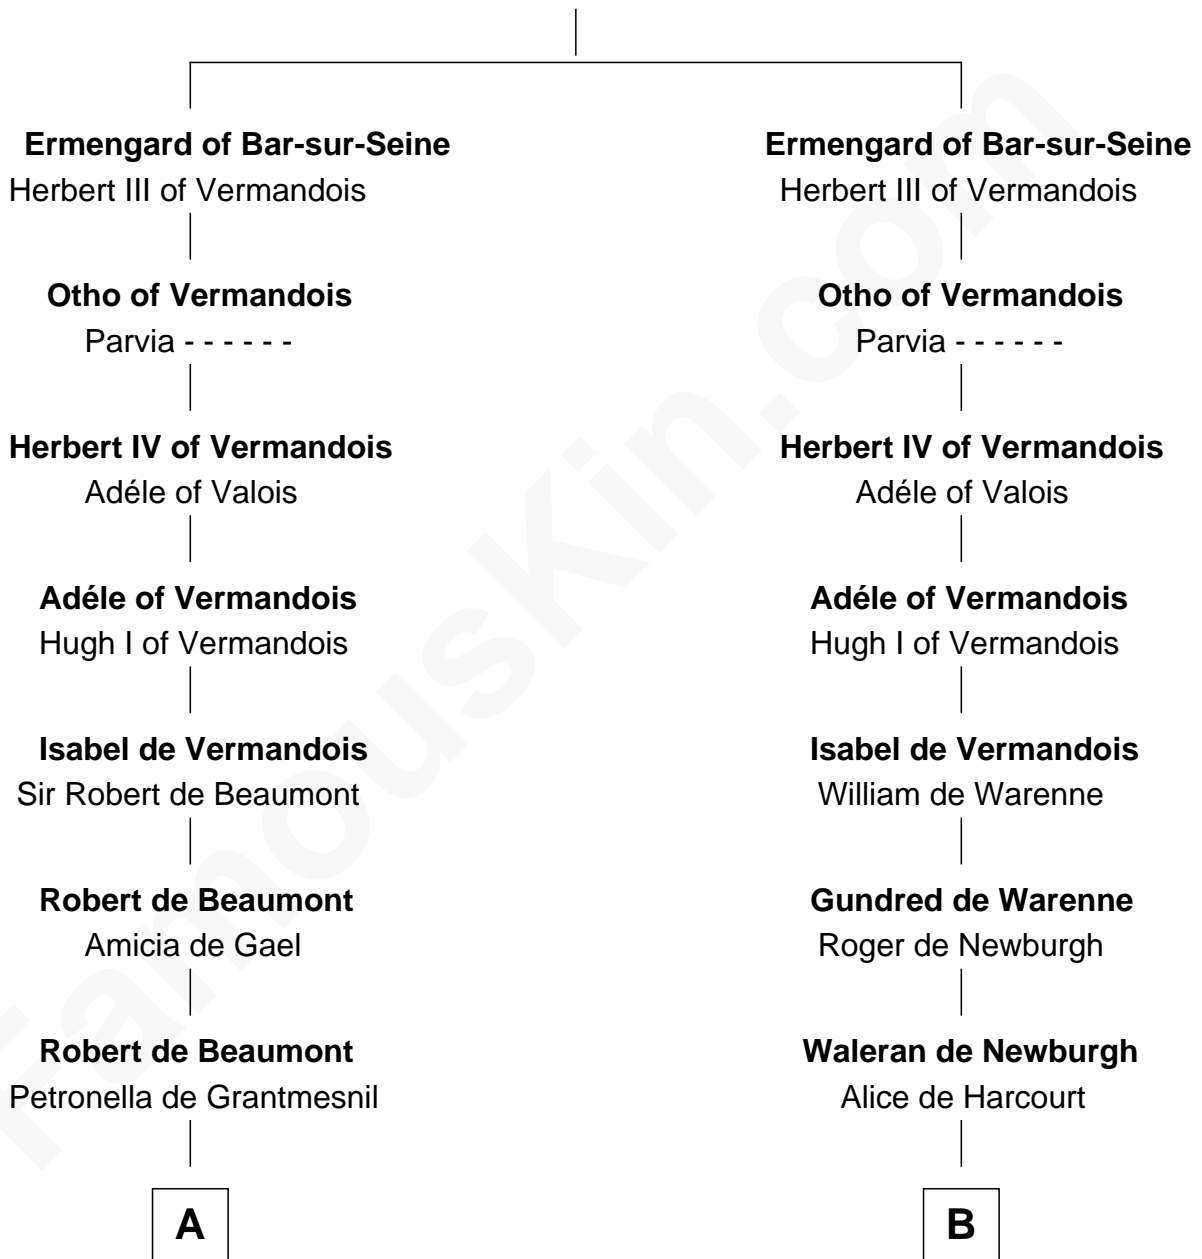 Ermengard of Bar-sur-Seine
Herbert III of Vermandois
Otho of Vermandois
Parvia - - - - - -
Herbert IV of Vermandois
Adéle of Valois
Adéle of Vermandois
Hugh I of Vermandois
Isabel de Vermandois
Sir Robert de Beaumont
Robert de Beaumont
Amicia de Gael
Robert de Beaumont
Petronella de Grantmesnil
A
Ermengard of Bar-sur-Seine
Herbert III of Vermandois
Otho of Vermandois
Parvia - - - - - -
Herbert IV of Vermandois
Adéle of Valois
Adéle of Vermandois
Hugh I of Vermandois
Isabel de Vermandois
William de Warenne
Gundred de Warenne
Roger de Newburgh
Waleran de Newburgh
Alice de Harcourt
B
FamousKin.com